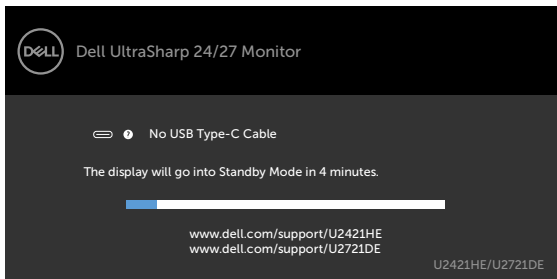 DELL
Dell UltraSharp 24/27 Monitor
? No USB Type-C Cable
The display will go into Standby Mode in 4 minutes.
www.dell.com/support/U2421HE
www.dell.com/support/U2721DE
U2421HE/U2721DE